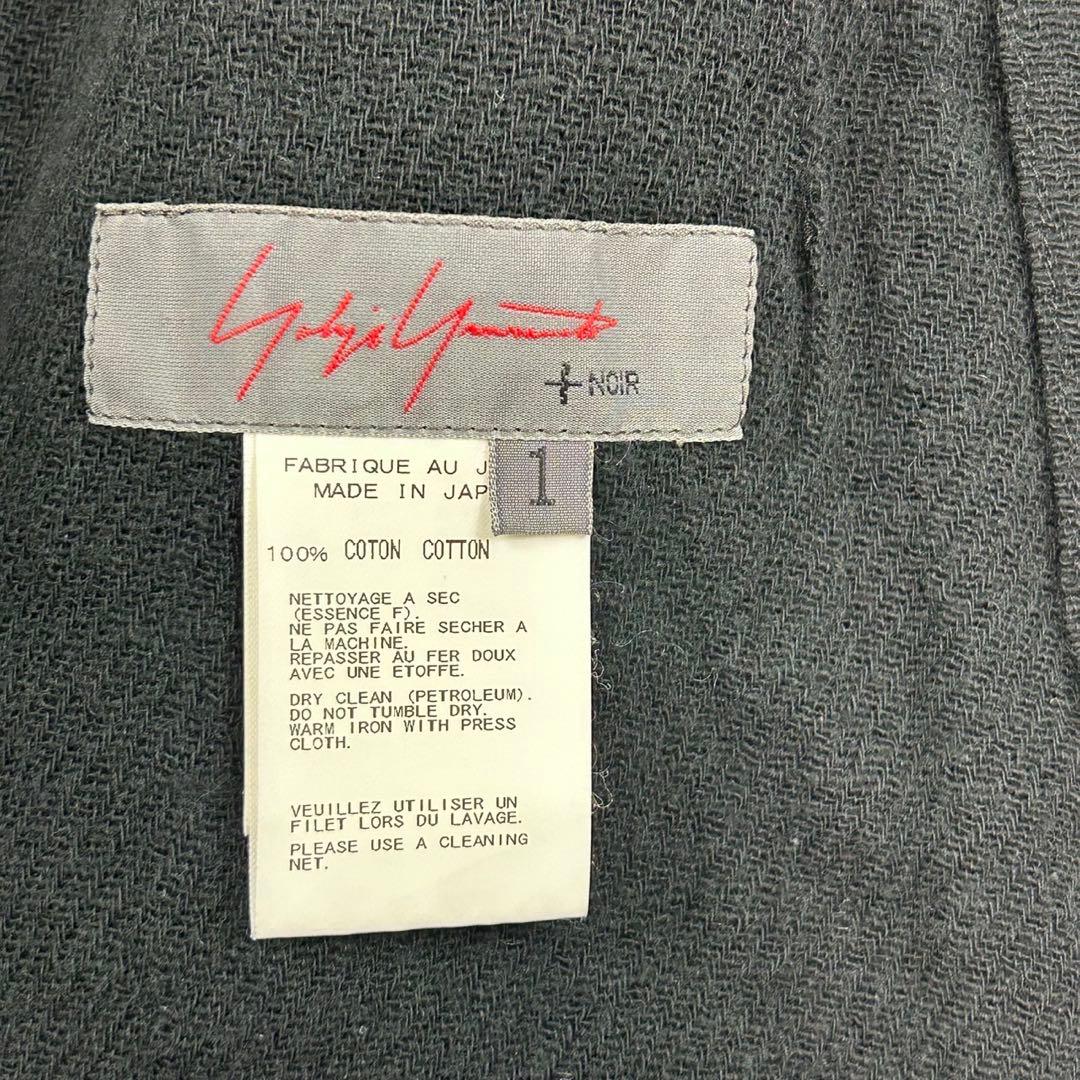 Yohji Yamamoto
+ NOIR
FABRIQUE AU J
MADE IN JAP
1
100% COTON COTTON
NETTOYAGE A SEC
(ESSENCE F).
NE PAS FAIRE SECHER A
LA MACHINE.
REPASSER AU FER DOUX
AVEC UNE ETOFFE.
DRY CLEAN (PETROLEUM).
DO NOT TUMBLE DRY.
WARM IRON WITH PRESS
CLOTH.
VEUILLEZ UTILISER UN
FILET LORS DU LAVAGE.
PLEASE USE A CLEANING
NET.